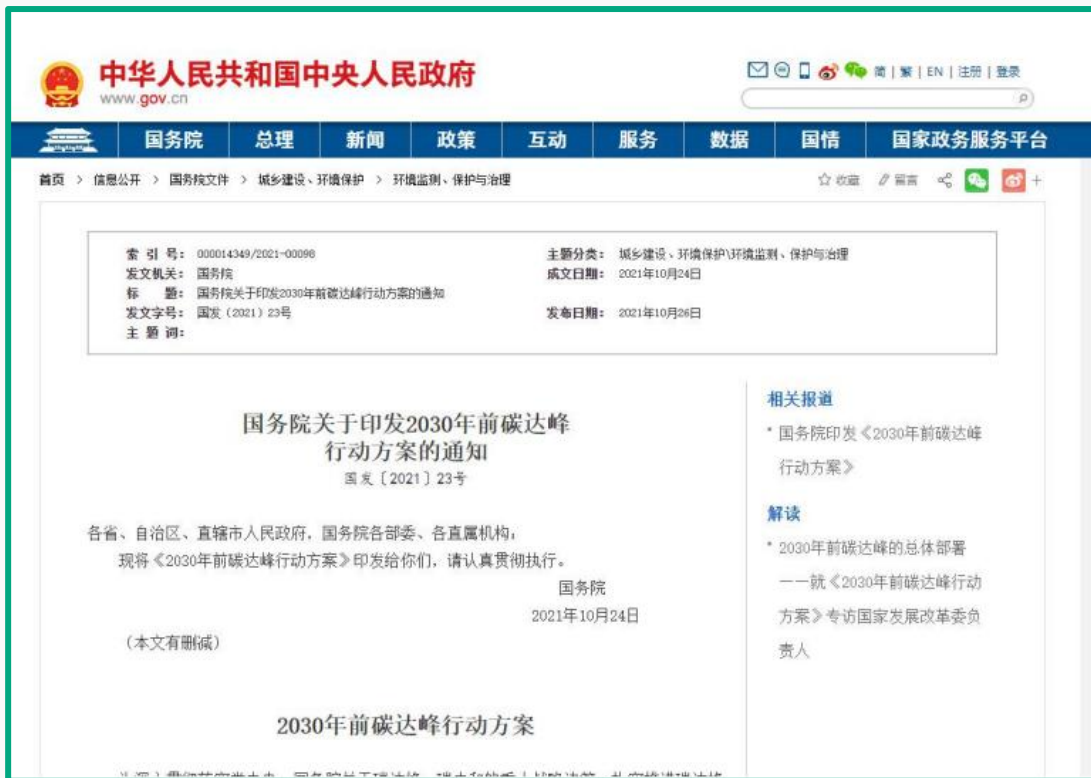 中华人民共和国中央人民政府
www.gov.cn
简 | 繁 | EN | 注册 | 登录
国务院 总理 新闻 政策 互动 服务 数据 国情 国家政务服务平台
首页 > 信息公开 > 国务院文件 > 城乡建设、环境保护 > 环境监测、保护与治理
收藏 留言
索 引 号: 000014349/2021-00098 主题分类: 城乡建设、环境保护\环境监测、保护与治理
发文机关: 国务院 成文日期: 2021年10月24日
标 题: 国务院关于印发2030年前碳达峰行动方案的通知
发文字号: 国发〔2021〕23号 发布日期: 2021年10月26日
主 题 词:
国务院关于印发2030年前碳达峰
行动方案的通知
国发〔2021〕23号
各省、自治区、直辖市人民政府，国务院各部委、各直属机构：
现将《2030年前碳达峰行动方案》印发给你们，请认真贯彻执行。
国务院
2021年10月24日
（本文有删减）
2030年前碳达峰行动方案
相关报道
国务院印发《2030年前碳达峰
行动方案》
解读
2030年前碳达峰的总体部署
——就《2030年前碳达峰行动
方案》专访国家发展改革委负
责人